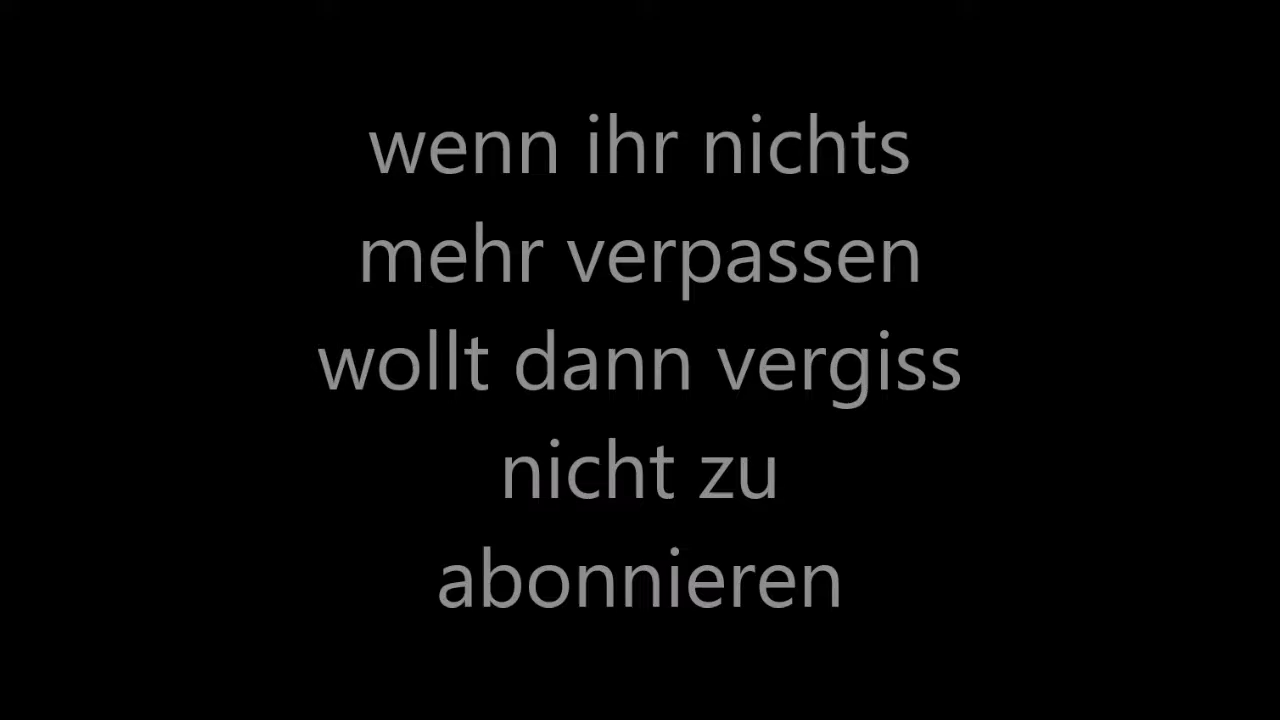 wenn ihr nichts
mehr verpassen
wollt dann vergiss
nicht zu
abonnieren